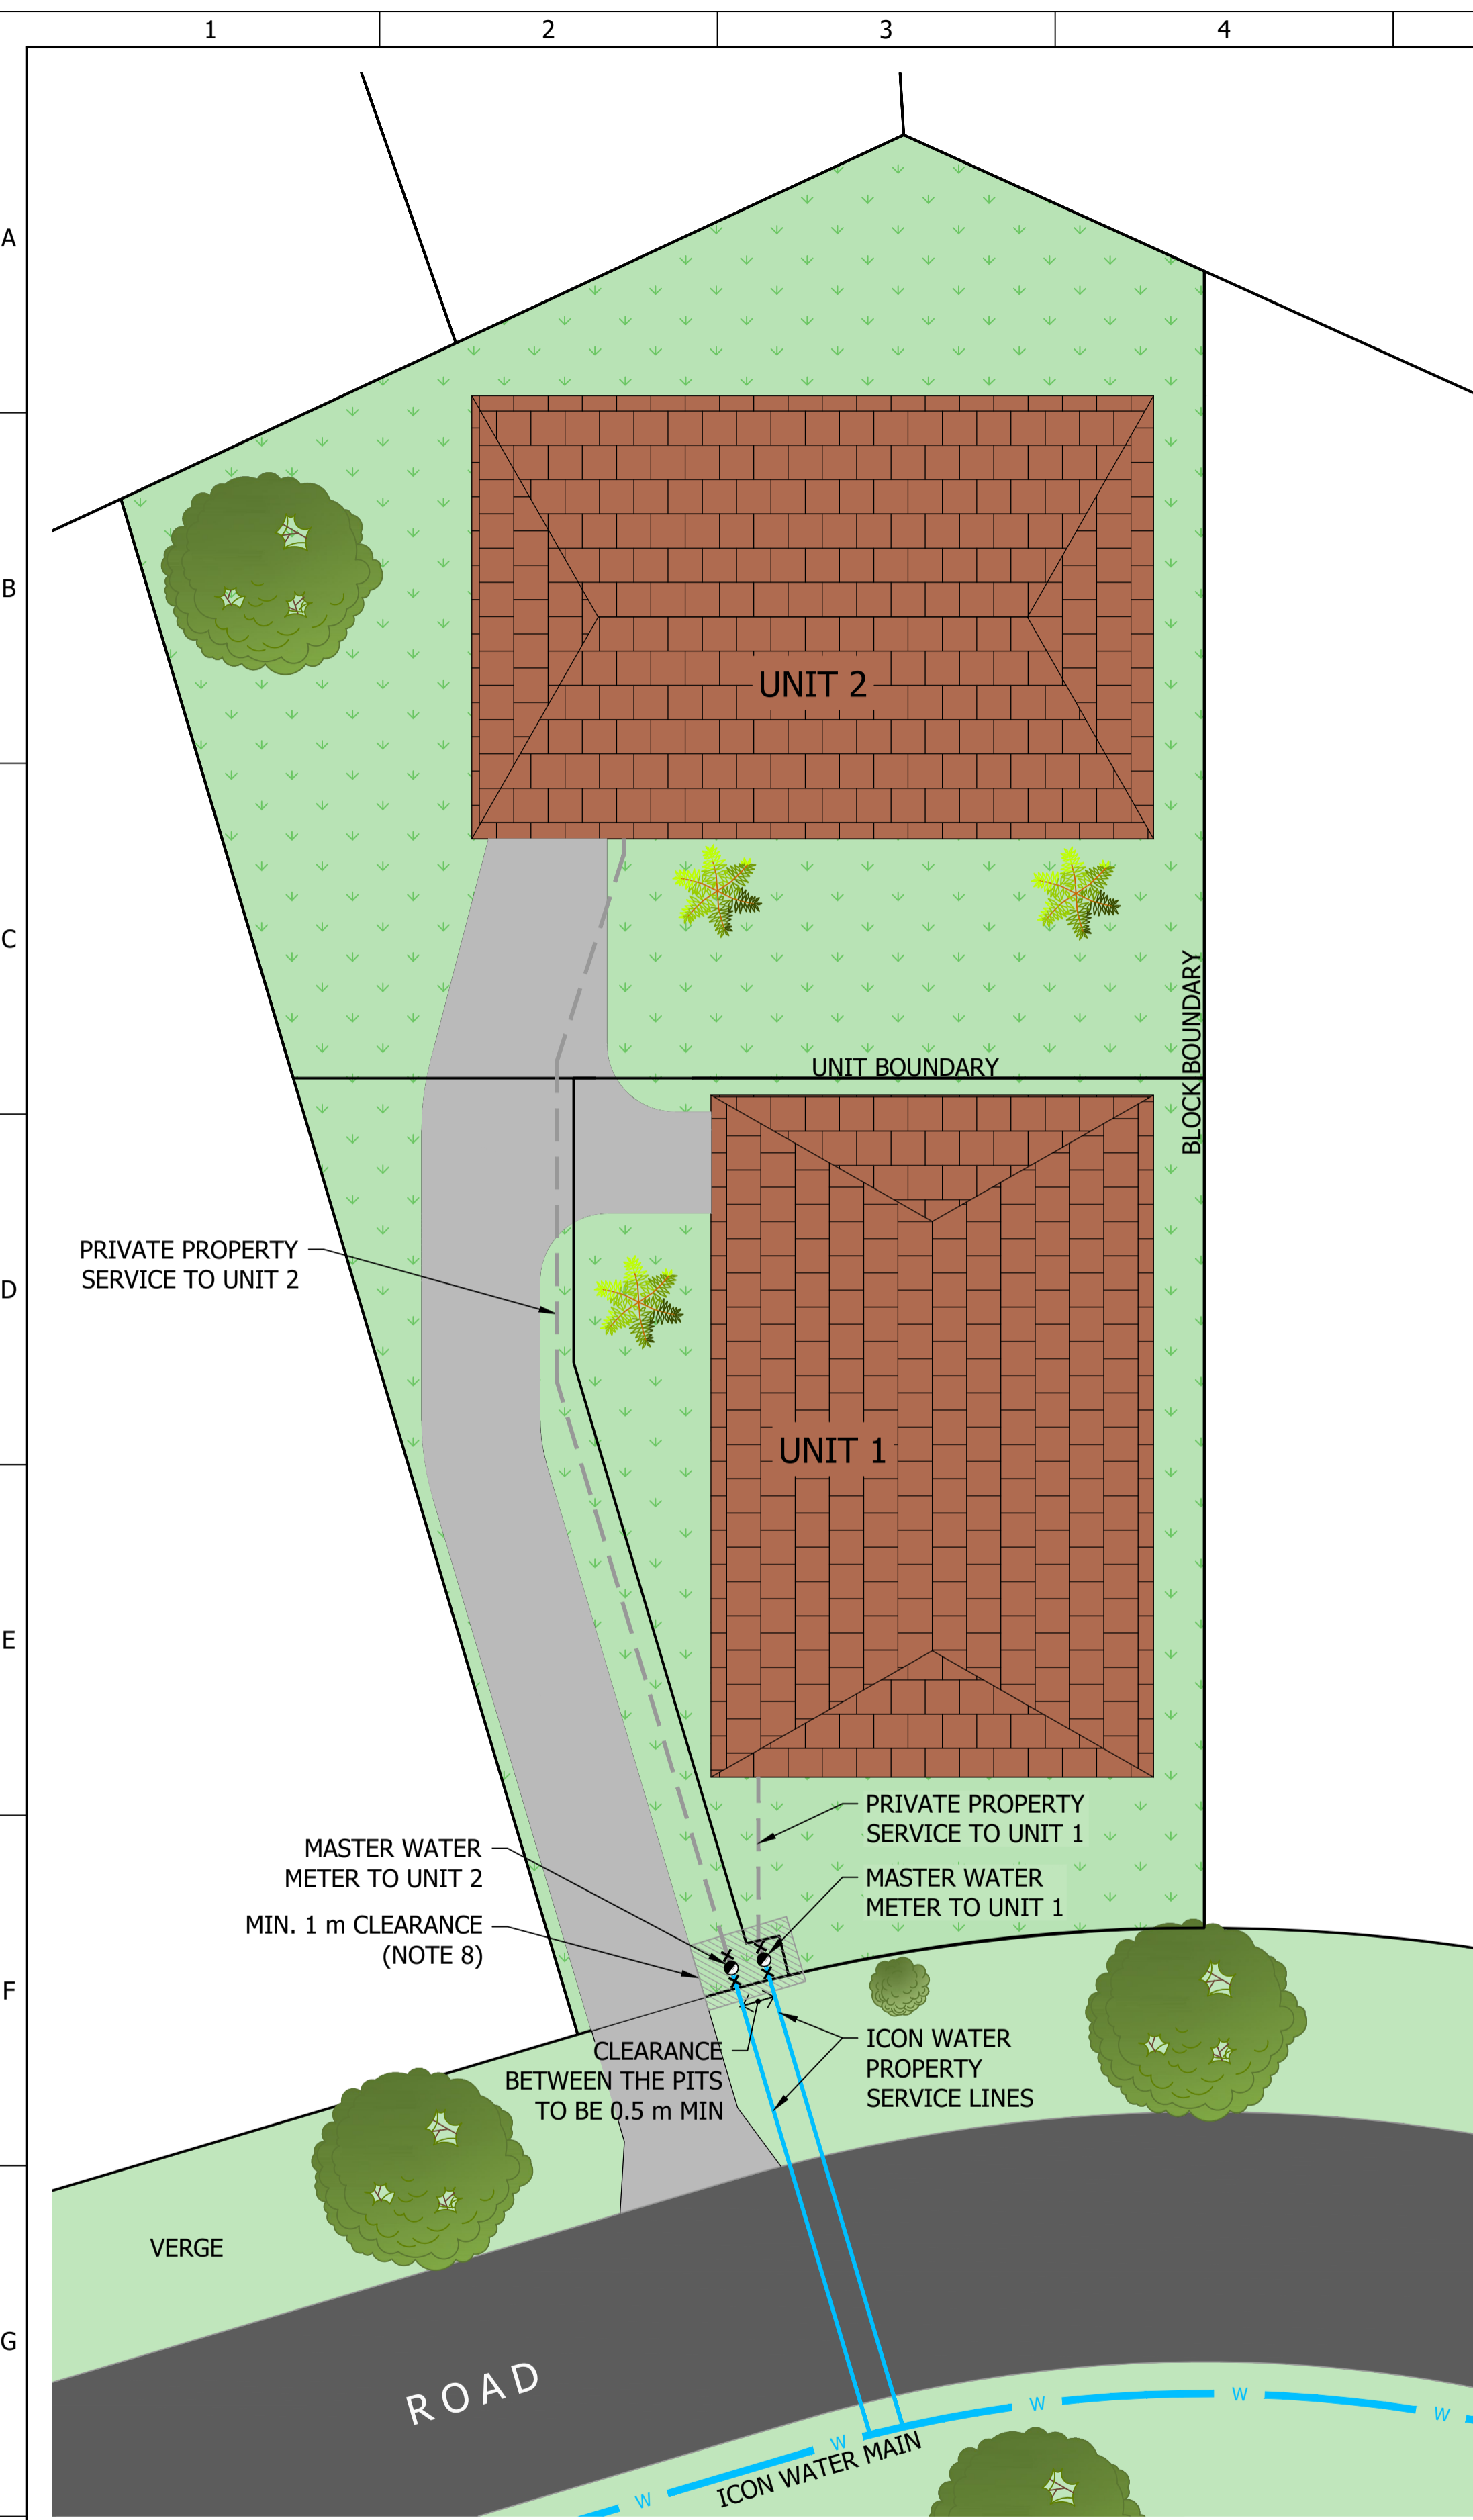 1
2
3
4
A
B
UNIT 2
C
BLOCK BOUNDARY
UNIT BOUNDARY
PRIVATE PROPERTY
SERVICE TO UNIT 2
D
UNIT 1
E
PRIVATE PROPERTY
SERVICE TO UNIT 1
MASTER WATER
METER TO UNIT 2
MASTER WATER
METER TO UNIT 1
MIN. 1 m CLEARANCE
(NOTE 8)
F
CLEARANCE
BETWEEN THE PITS
TO BE 0.5 m MIN
ICON WATER
PROPERTY
SERVICE LINES
VERGE
G
ROAD
W
W
W
W
W
ICON WATER MAIN